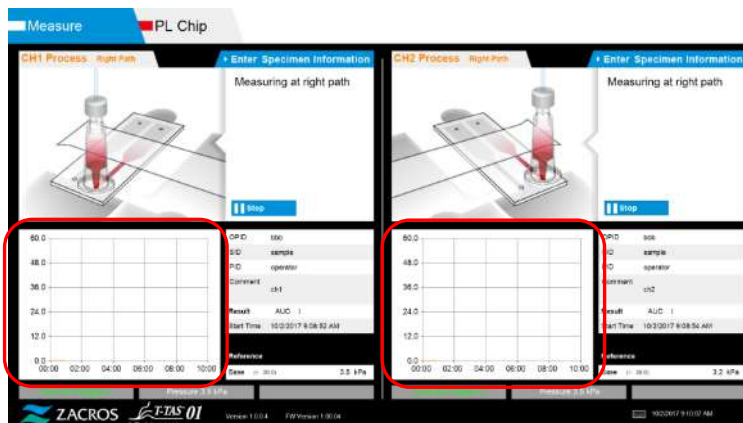 Measure
PL Chip
CH1 Process Right Path
Enter Specimen Information
Measuring at right path
Stop
60.0
48.0
36.0
24.0
12.0
0.0
00:00 02:00 04:00 06:00 08:00 10:00
OPID bbb
SID sample
PID operator
Comment
ch1
Result AUC :
Start Time 10/2/2017 9:08:52 AM
Reference
Base 3.5 kPa
Pressure 3.5 kPa
CH2 Process Right Path
Enter Specimen Information
Measuring at right path
Stop
60.0
48.0
36.0
24.0
12.0
0.0
00:00 02:00 04:00 06:00 08:00 10:00
OPID bbb
SID sample
PID operator
Comment
ch2
Result AUC :
Start Time 10/2/2017 9:08:54 AM
Reference
Base 3.2 kPa
ZACROS T-TAS 01 Version 1.0.0.4 FW Version 1.00.04 10/2/2017 9:10:07 AM